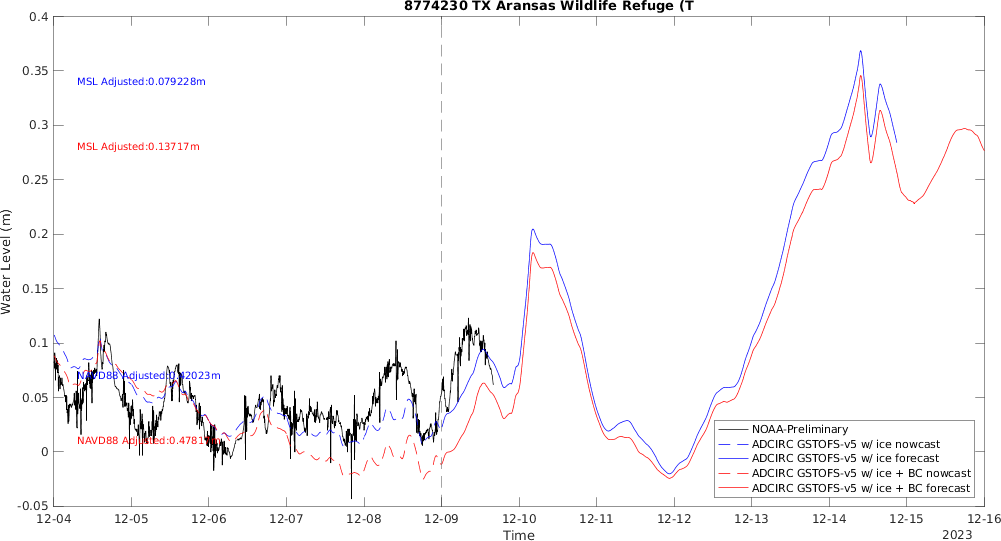 8774230 TX Aransas Wildlife Refuge (T
0.4
0.35
0.3
0.25
0.2
0.15
0.1
0.05
0
-0.05
Water Level (m)
MSL Adjusted:0.079228m
MSL Adjusted:0.13717m
NAVD88 Adjusted:0.42023m
NAVD88 Adjusted:0.4781
NOAA-Preliminary
ADCIRC GSTOFS-v5 w/ ice nowcast
ADCIRC GSTOFS-v5 w/ ice forecast
ADCIRC GSTOFS-v5 w/ ice + BC nowcast
ADCIRC GSTOFS-v5 w/ ice + BC forecast
12-04 12-05 12-06 12-07 12-08 12-09 12-10 12-11 12-12 12-13 12-14 12-15 12-16
Time
2023